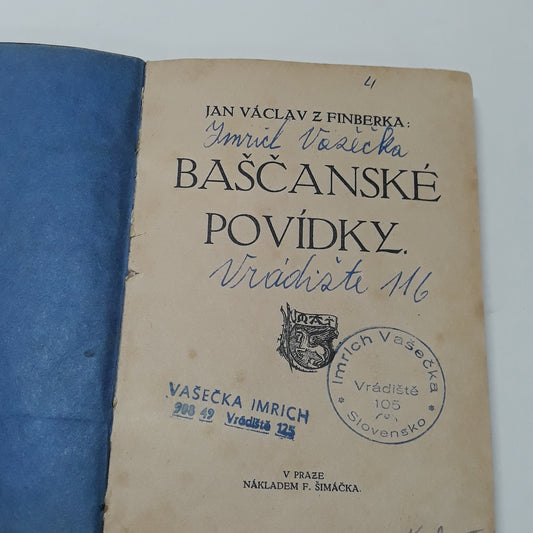 4
JAN VÁCLAV Z FINBERKA:
Imrich Vašečka
BAŠČANSKÉ
POVÍDKY.
Vrádište 116
VAŠEČKA IMRICH
908 49 Vrádiště 125
Imrich Vašečka
Vrádiště
105
Slovensko
V PRAZE
NÁKLADEM F. ŠIMÁČKA.